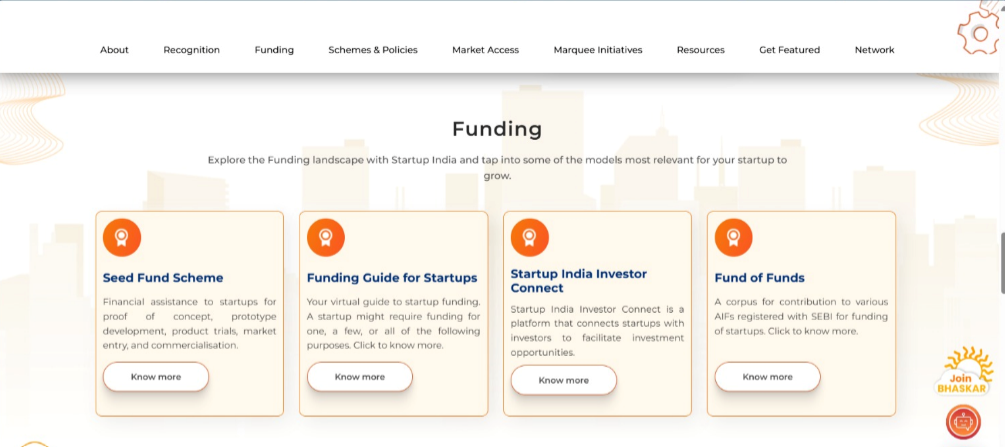 About Recognition Funding Schemes & Policies Market Access Marquee Initiatives Resources Get Featured Network
Funding
Explore the Funding landscape with Startup India and tap into some of the models most relevant for your startup to
grow.
Seed Fund Scheme
Financial assistance to startups for
proof of concept, prototype
development, product trials, market
entry, and commercialisation.
Know more
Funding Guide for Startups
Your virtual guide to startup funding.
A startup might require funding for
one, a few, or all of the following
purposes. Click to know more.
Know more
Startup India Investor
Connect
Startup India Investor Connect is a
platform that connects startups with
investors to facilitate investment
opportunities.
Know more
Fund of Funds
A corpus for contribution to various
AIFs registered with SEBI for funding
of startups. Click to know more.
Know more
Join
BHASKAR